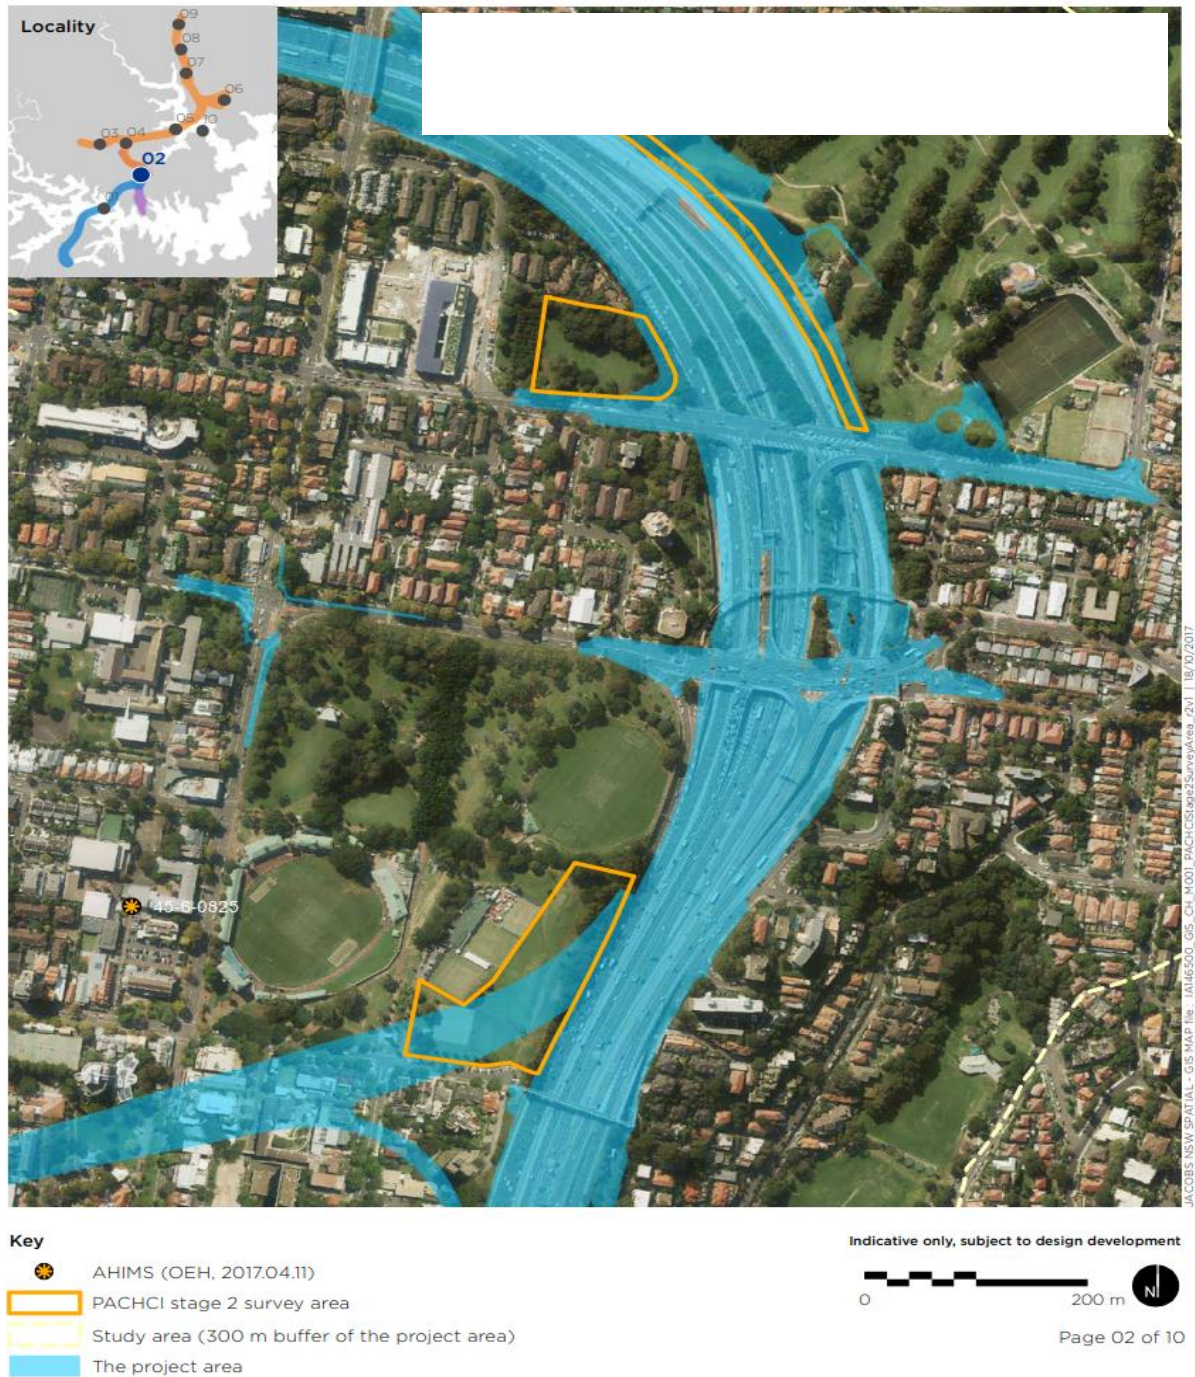 Locality
09
08
07
06
05
10
03
04
02
01
45-6-0825
JACOBS NSW SPATIAL - GIS MAP file : IA146500_GIS_CH_M001_PACHCIStage2SurveyArea_r2v1 | 18/10/2017
Key
AHIMS (OEH, 2017.04.11)
PACHCI stage 2 survey area
Study area (300 m buffer of the project area)
The project area
Indicative only, subject to design development
0
200 m
N
Page 02 of 10